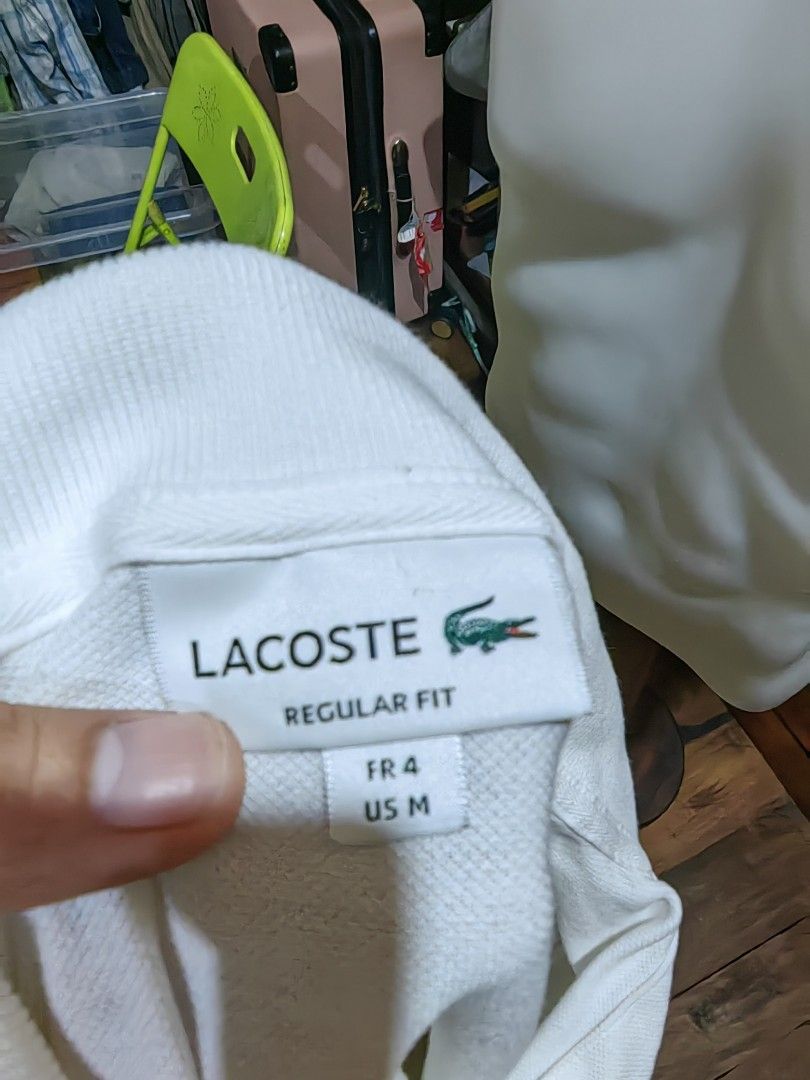 LACOSTE
REGULAR FIT
FR 4
US M